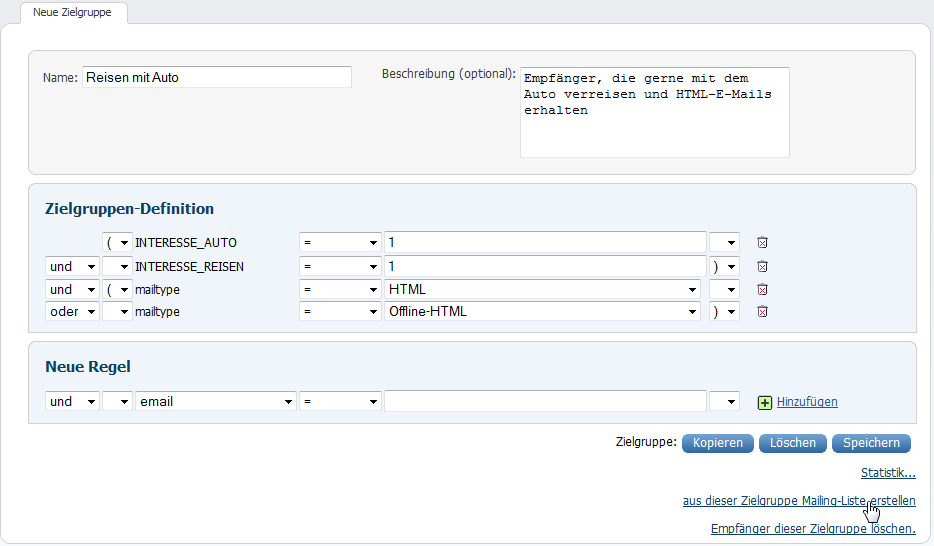 Neue Zielgruppe
Name: Reisen mit Auto
Beschreibung (optional): Empfänger, die gerne mit dem
Auto verreisen und HTML-E-Mails
erhalten
Zielgruppen-Definition
( INTERESSE_AUTO = 1
und INTERESSE_REISEN = 1 )
und ( mailtype = HTML
oder mailtype = Offline-HTML )
Neue Regel
und email = Hinzufügen
Zielgruppe: Kopieren Löschen Speichern
Statistik...
aus dieser Zielgruppe Mailing-Liste erstellen
Empfänger dieser Zielgruppe löschen.